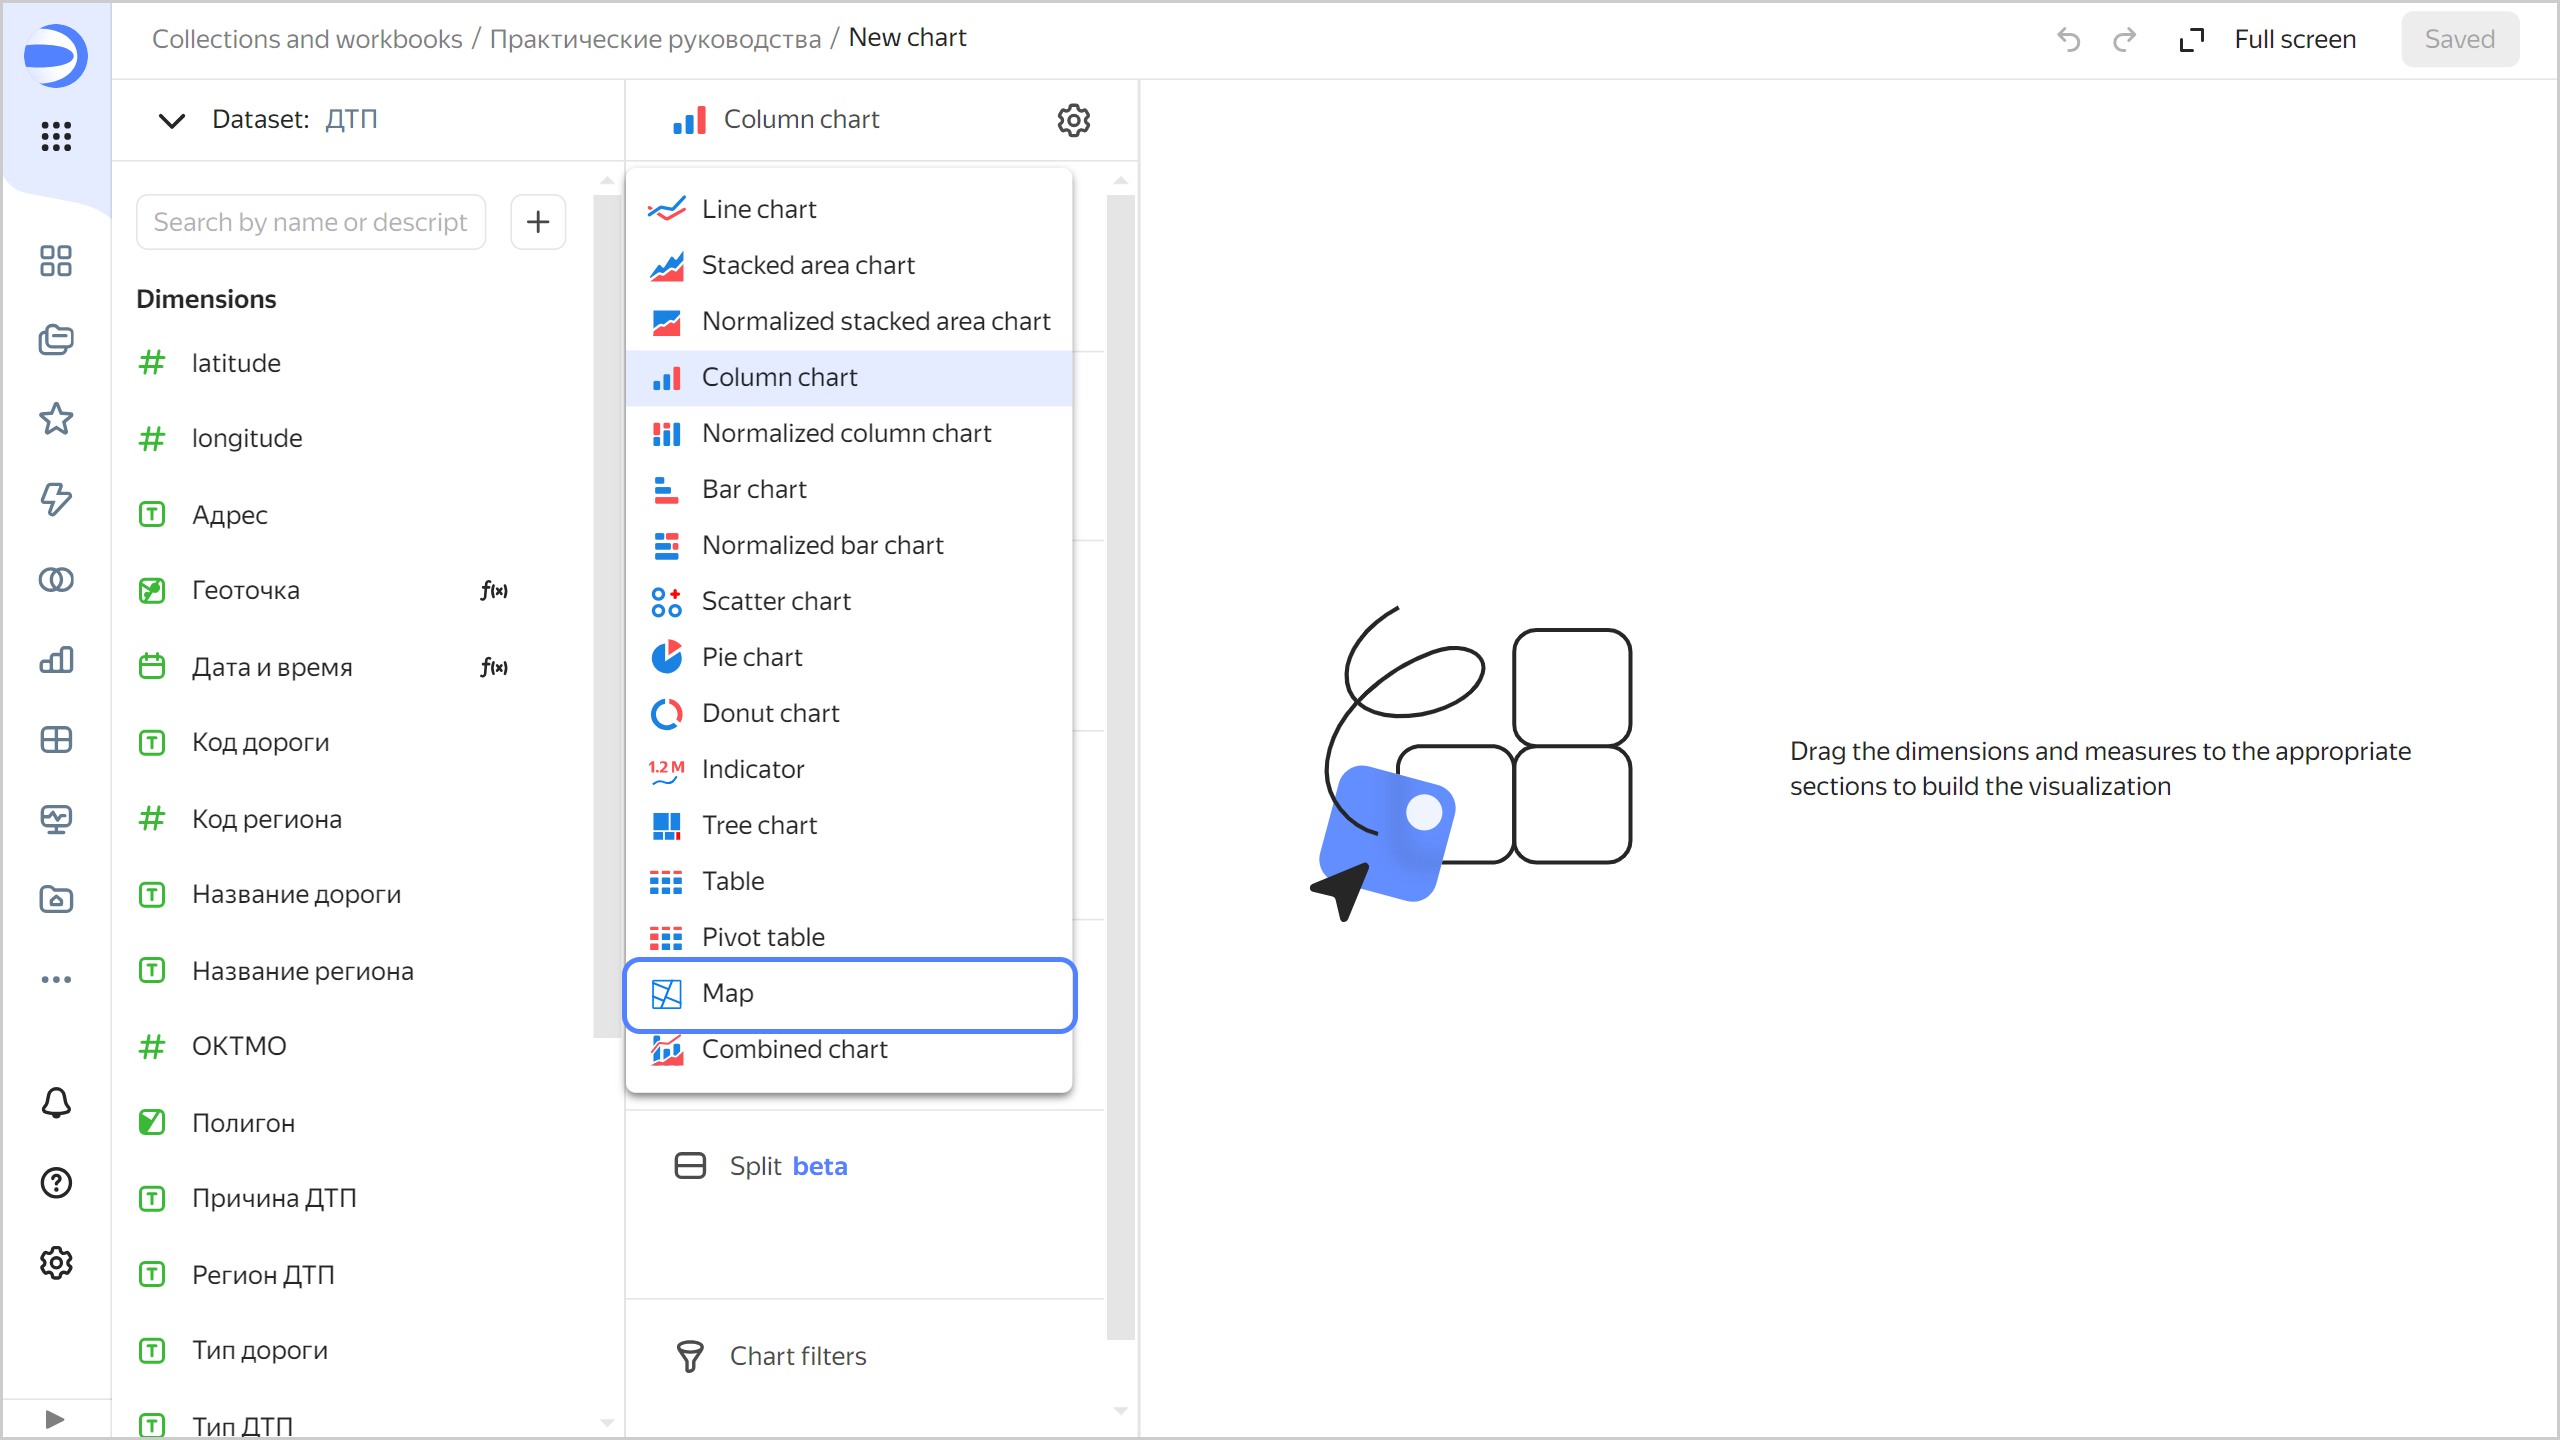 Collections and workbooks / Практические руководства / New chart
Full screen
Saved
Dataset: ДТП
Search by name or descript
Dimensions
latitude
longitude
Адрес
Геоточка f(x)
Дата и время f(x)
Код дороги
Код региона
Название дороги
Название региона
ОКТМО
Полигон
Причина ДТП
Регион ДТП
Тип дороги
Тип ДТП
Column chart
Line chart
Stacked area chart
Normalized stacked area chart
Column chart
Normalized column chart
Bar chart
Normalized bar chart
Scatter chart
Pie chart
Donut chart
1.2 M Indicator
Tree chart
Table
Pivot table
Map
Combined chart
Split beta
Chart filters
Drag the dimensions and measures to the appropriate
sections to build the visualization